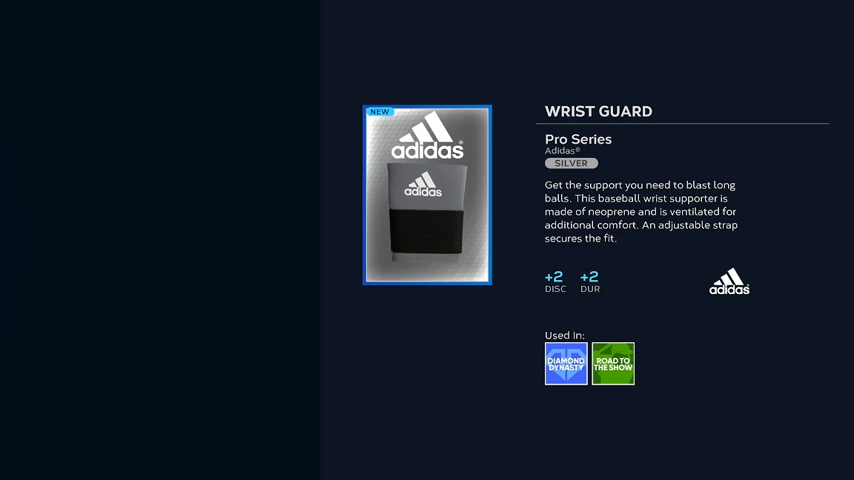 NEW
adidas®
adidas
WRIST GUARD
Pro Series
Adidas®
SILVER
Get the support you need to blast long
balls. This baseball wrist supporter is
made of neoprene and is ventilated for
additional comfort. An adjustable strap
secures the fit.
+2 +2
DISC DUR
adidas
Used In:
DIAMOND
DYNASTY
ROAD TO
THE SHOW